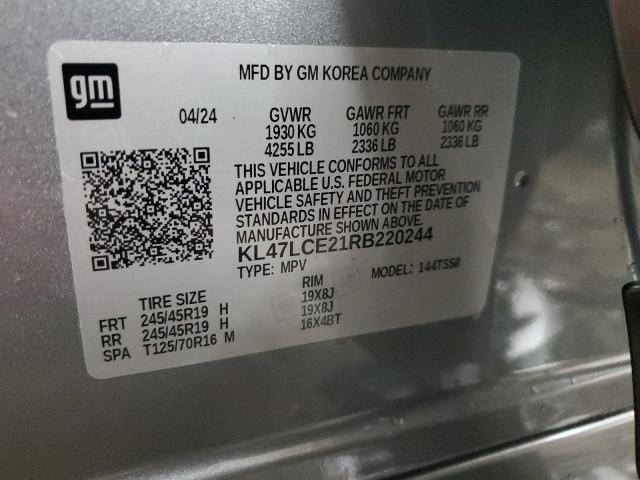 gm
MFD BY GM KOREA COMPANY
04/24 GVWR GAWR FRT GAWR RR
1930 KG 1060 KG 1060 KG
4255 LB 2336 LB 2336 LB
THIS VEHICLE CONFORMS TO ALL
APPLICABLE U.S. FEDERAL MOTOR
VEHICLE SAFETY AND THEFT PREVENTION
STANDARDS IN EFFECT ON THE DATE OF
MANUFACTURE SHOWN ABOVE.
KL47LCE21RB220244
TYPE: MPV MODEL: 144TS58
TIRE SIZE RIM
FRT 245/45R19 H 19X8J
RR 245/45R19 H 19X8J
SPA T125/70R16 M 16X4BT